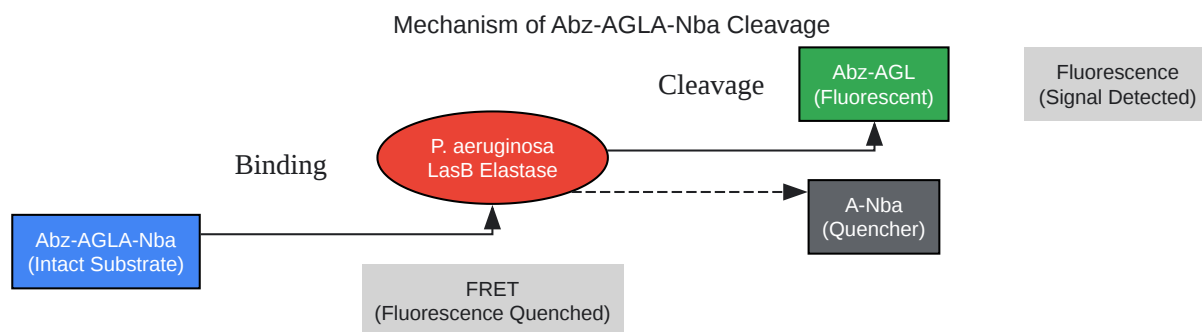 Mechanism of Abz-AGLA-Nba Cleavage
Abz-AGL
(Fluorescent)
Fluorescence
(Signal Detected)
Cleavage
P. aeruginosa
LasB Elastase
Binding
A-Nba
(Quencher)
Abz-AGLA-Nba
(Intact Substrate)
FRET
(Fluorescence Quenched)